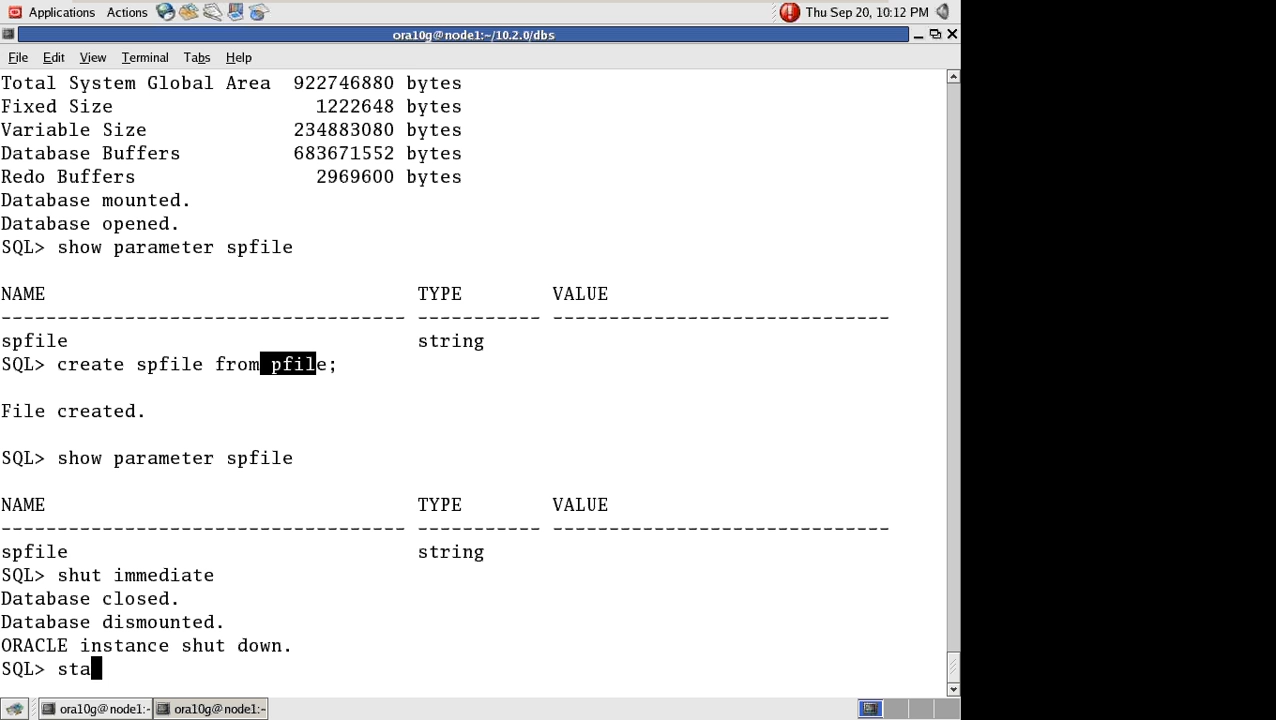 Applications Actions Thu Sep 20, 10:12 PM
ora10g@node1:~/10.2.0/dbs
File Edit View Terminal Tabs Help
Total System Global Area 922746880 bytes
Fixed Size 1222648 bytes
Variable Size 234883080 bytes
Database Buffers 683671552 bytes
Redo Buffers 2969600 bytes
Database mounted.
Database opened.
SQL> show parameter spfile
NAME TYPE VALUE
------------------------------------ ----------- ------------------------------
spfile string
SQL> create spfile from pfile;
File created.
SQL> show parameter spfile
NAME TYPE VALUE
------------------------------------ ----------- ------------------------------
spfile string
SQL> shut immediate
Database closed.
Database dismounted.
ORACLE instance shut down.
SQL> sta
ora10g@node1:- ora10g@node1:-